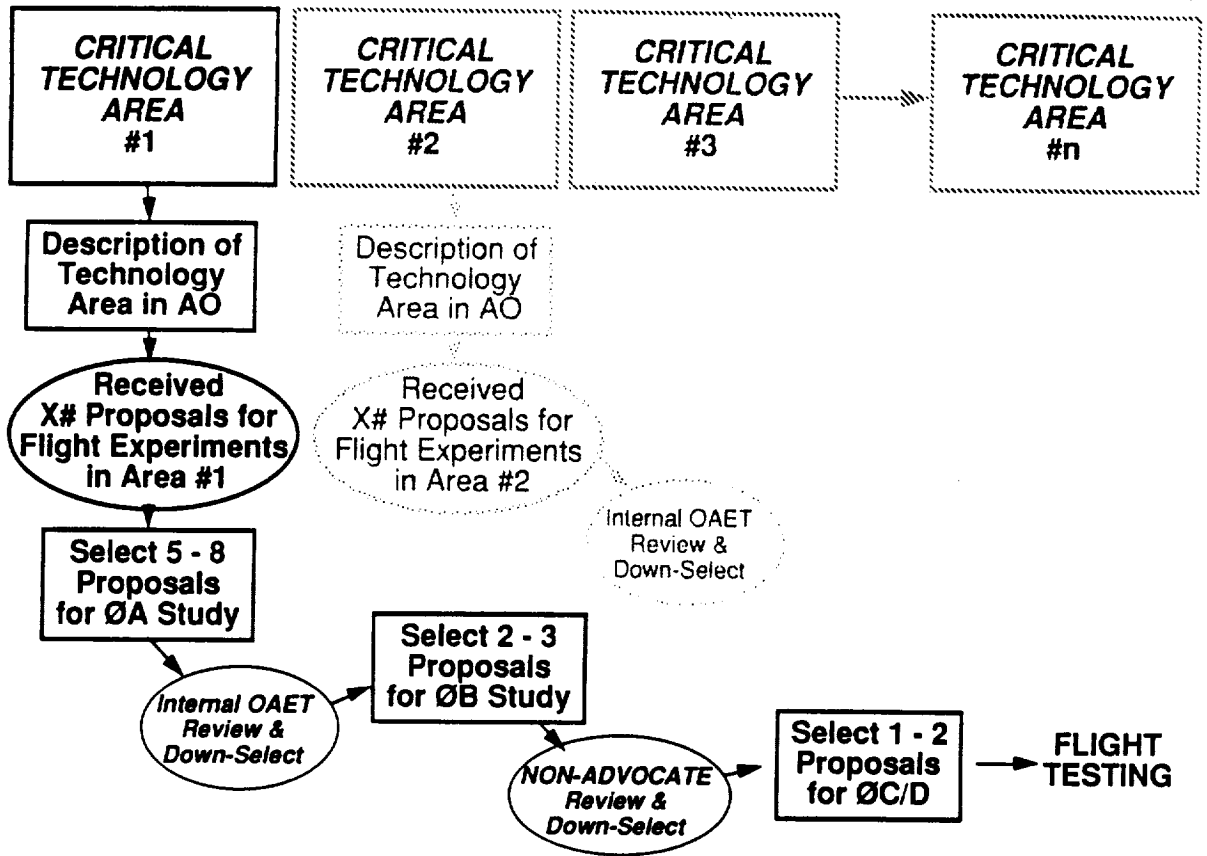 CRITICAL
TECHNOLOGY
AREA
#1
CRITICAL
TECHNOLOGY
AREA
#2
CRITICAL
TECHNOLOGY
AREA
#3
CRITICAL
TECHNOLOGY
AREA
#n
Description of
Technology
Area in AO
Description of
Technology
Area in AO
Received
X# Proposals for
Flight Experiments
in Area #1
Received
X# Proposals for
Flight Experiments
in Area #2
Internal OAET
Review &
Down-Select
Select 5 - 8
Proposals
for ØA Study
Internal OAET
Review &
Down-Select
Select 2 - 3
Proposals
for ØB Study
NON-ADVOCATE
Review &
Down-Select
Select 1 - 2
Proposals
for ØC/D
FLIGHT
TESTING